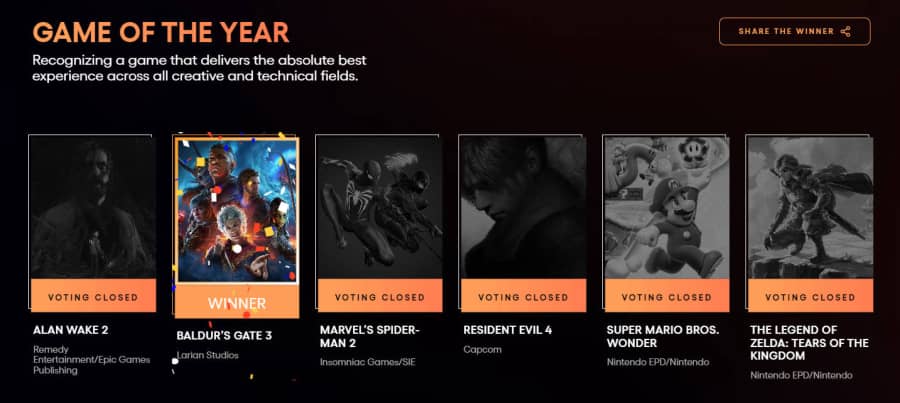 GAME OF THE YEAR
SHARE THE WINNER
Recognizing a game that delivers the absolute best
experience across all creative and technical fields.
VOTING CLOSED
WINNER
VOTING CLOSED
VOTING CLOSED
VOTING CLOSED
VOTING CLOSED
ALAN WAKE 2
Remedy
Entertainment/Epic Games
Publishing
BALDUR'S GATE 3
Larian Studios
MARVEL'S SPIDER-
MAN 2
Insomniac Games/SIE
RESIDENT EVIL 4
Capcom
SUPER MARIO BROS.
WONDER
Nintendo EPD/Nintendo
THE LEGEND OF
ZELDA: TEARS OF THE
KINGDOM
Nintendo EPD/Nintendo